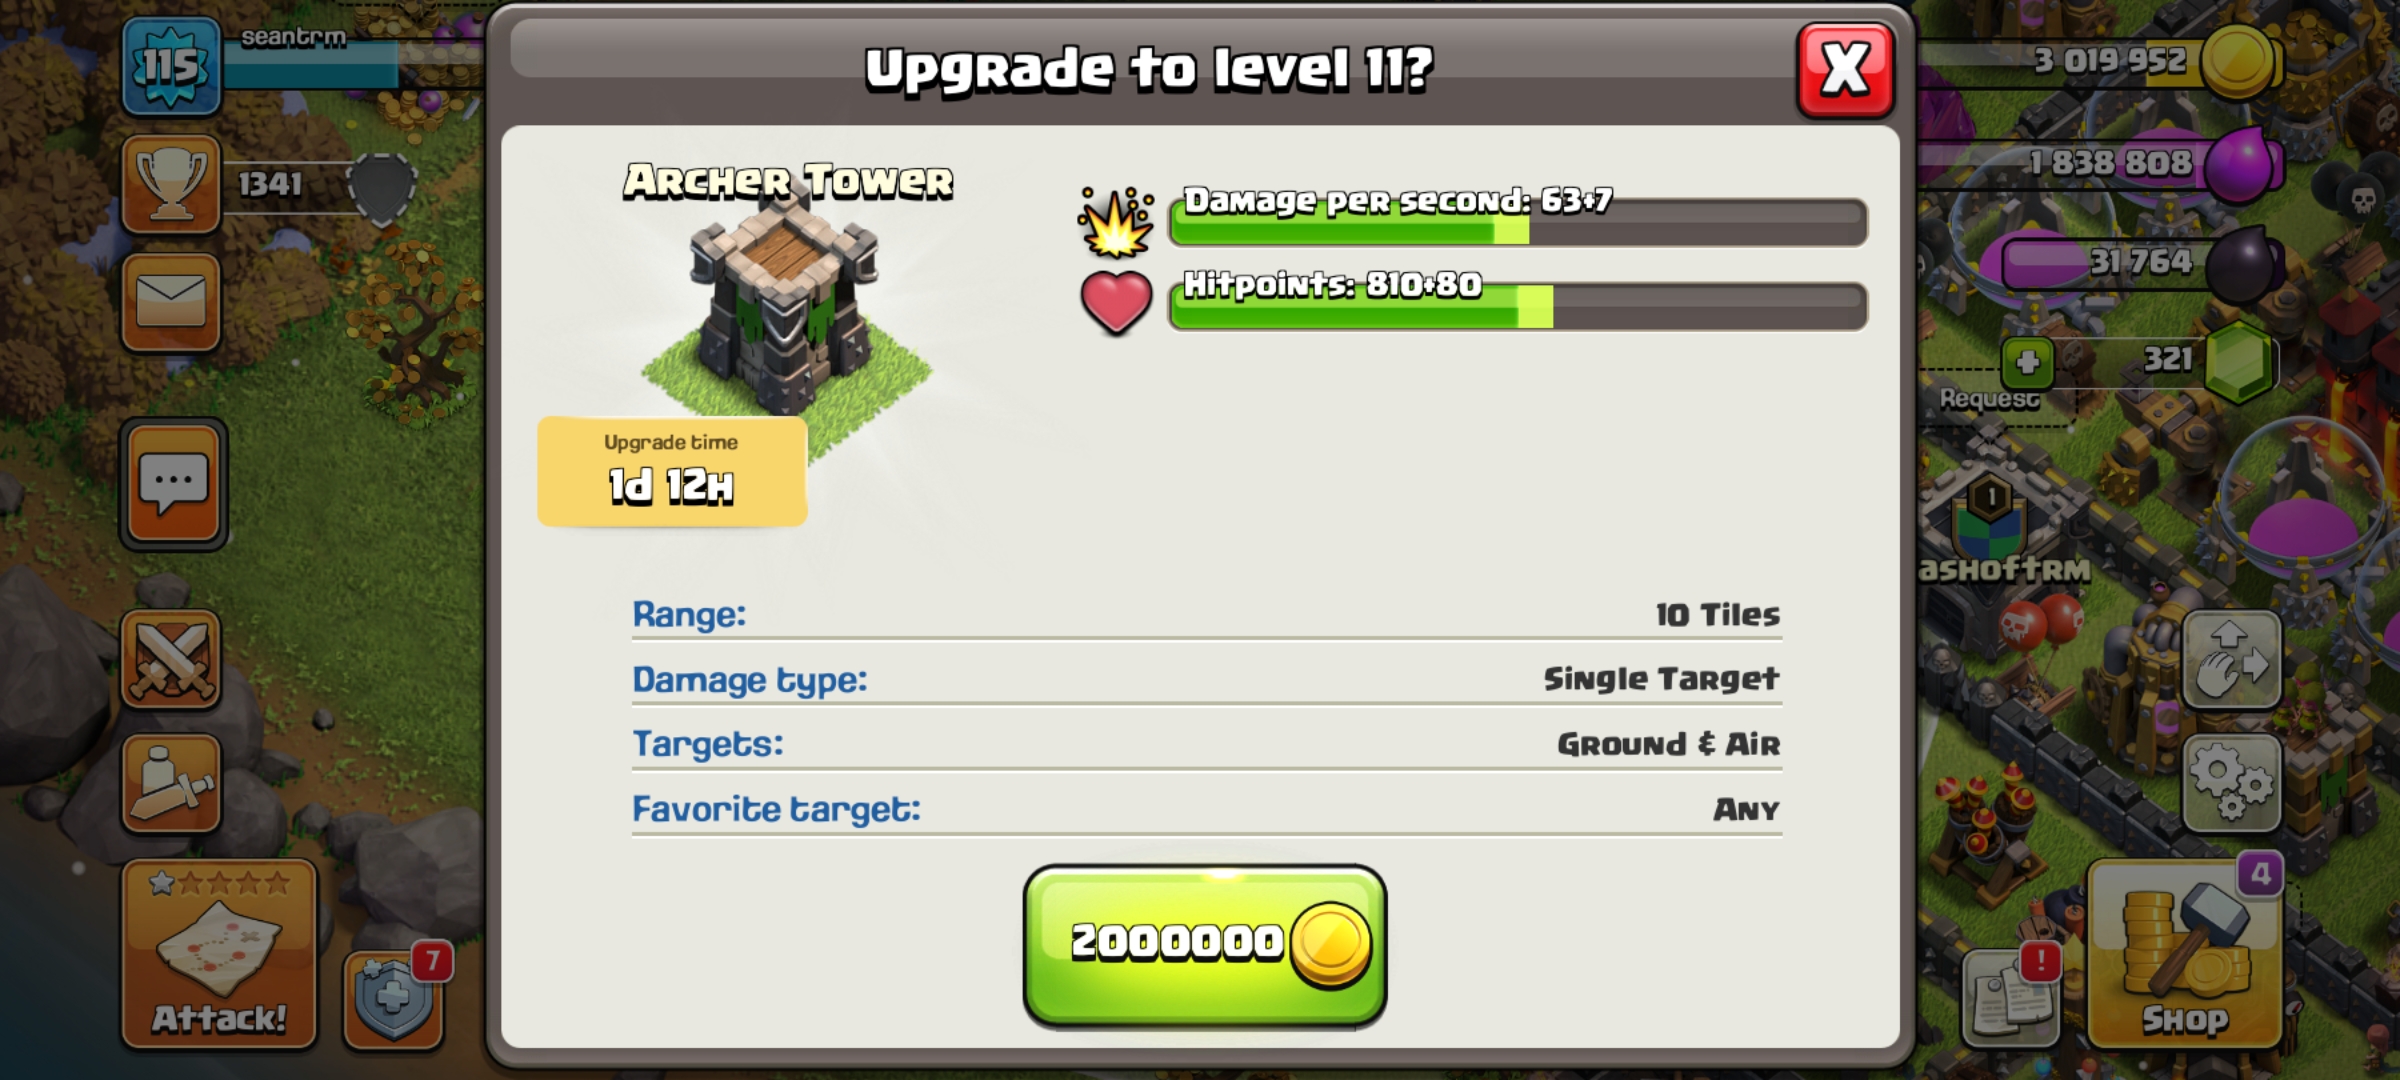 115
seantrm
1341
Attack!
7
Upgrade to level 11?
X
Archer Tower
Upgrade time
1d 12H
Damage per second: 63+7
Hitpoints: 810+80
Range: 10 Tiles
Damage type: Single Target
Targets: Ground & Air
Favorite target: Any
2000000
3 019 952
1 838 808
31 764
321
Request
1
ashoftrm
4
!
Shop